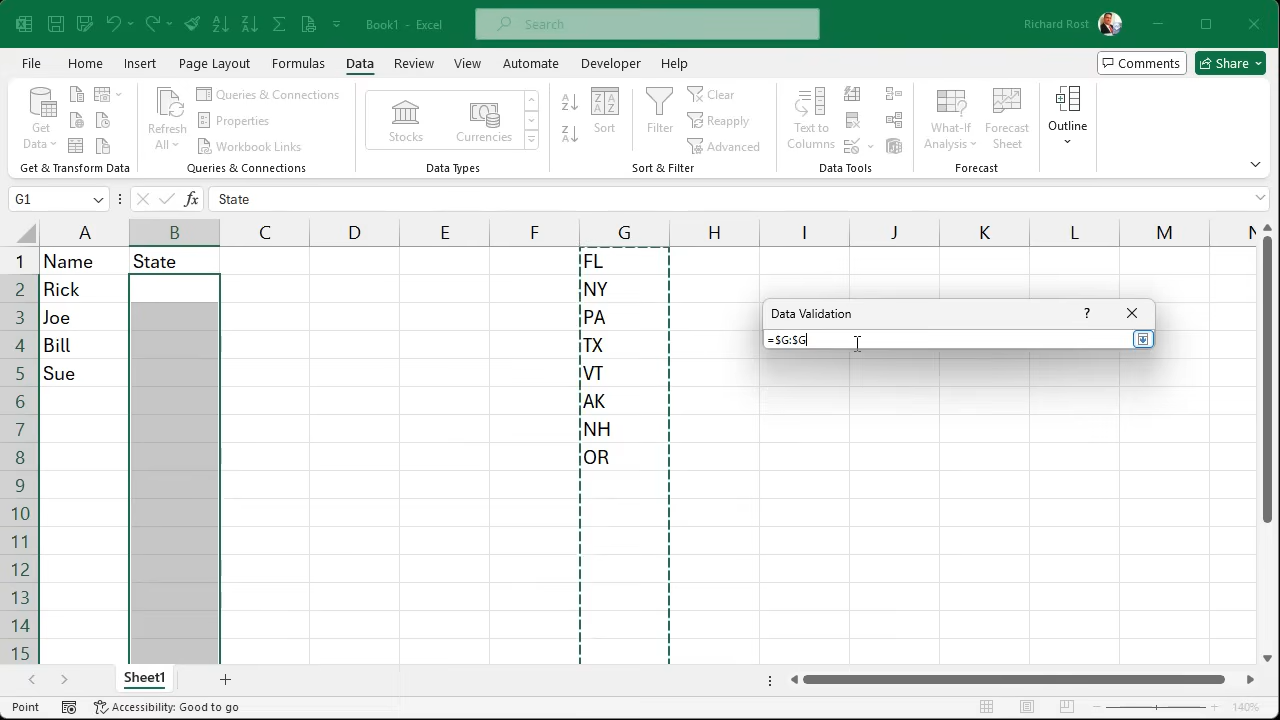 Book1 - Excel
Search
Richard Rost
File Home Insert Page Layout Formulas Data Review View Automate Developer Help
Comments
Share
Get
Data
Refresh
All
Queries & Connections
Properties
Workbook Links
Stocks
Currencies
Sort
Filter
Clear
Reapply
Advanced
Text to
Columns
What-If
Analysis
Forecast
Sheet
Outline
Get & Transform Data
Queries & Connections
Data Types
Sort & Filter
Data Tools
Forecast
G1
fx
State
A B C D E F G H I J K L M N
1 Name State FL
2 Rick NY
3 Joe PA
4 Bill TX
5 Sue VT
6 AK
7 NH
8 OR
9
10
11
12
13
14
15
Data Validation
?
=$G:$G
Sheet1
Point
Accessibility: Good to go
140%